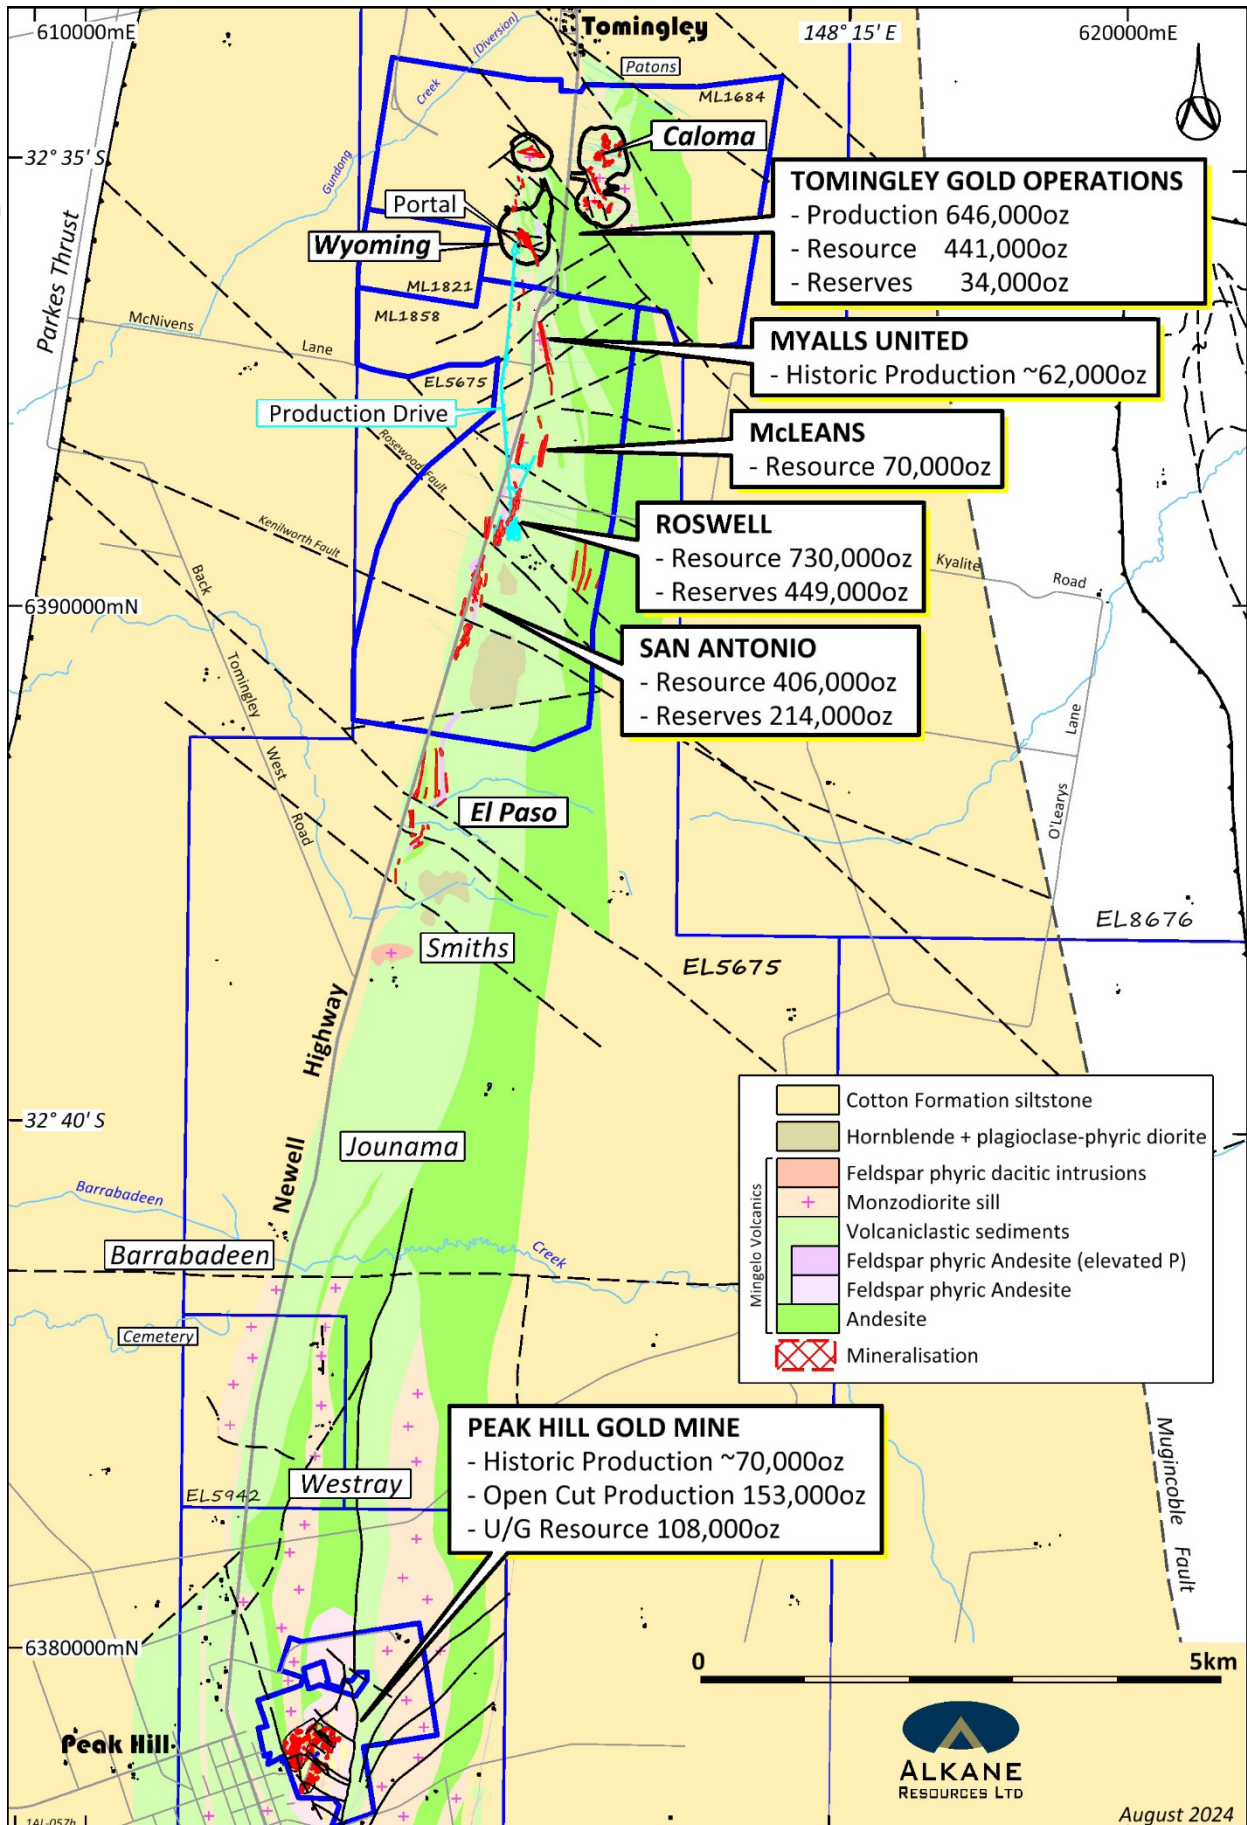 610000mE
Tomingley
148° 15' E
620000mE
(Diversion)
Creek
Gundong
Patons
ML1684
Caloma
32° 35' S
TOMINGLEY GOLD OPERATIONS
- Production 646,000oz
- Resource 441,000oz
- Reserves 34,000oz
Portal
Wyoming
Parkes Thrust
ML1821
ML1858
McNivens
Lane
MYALLS UNITED
- Historic Production ~62,000oz
EL5675
Production Drive
McLEANS
- Resource 70,000oz
Rosewood Fault
Kenilworth Fault
ROSWELL
- Resource 730,000oz
- Reserves 449,000oz
Kyalite
Road
Back
Tomingley
West
Road
6390000mN
SAN ANTONIO
- Resource 406,000oz
- Reserves 214,000oz
Lane
O'Learys
El Paso
EL8676
Smiths
EL5675
Newell
Highway
32° 40' S
Jounama
Barrabadeen
Creek
Barrabadeen
Cemetery
Cotton Formation siltstone
Hornblende + plagioclase-phyric diorite
Mingelo Volcanics
Feldspar phyric dacitic intrusions
Monzodiorite sill
Volcaniclastic sediments
Feldspar phyric Andesite (elevated P)
Feldspar phyric Andesite
Andesite
Mineralisation
Mugincoble
Fault
PEAK HILL GOLD MINE
- Historic Production ~70,000oz
- Open Cut Production 153,000oz
- U/G Resource 108,000oz
Westray
EL5942
6380000mN
0
5km
Peak Hill
ALKANE
RESOURCES LTD
1AL-057h
August 2024